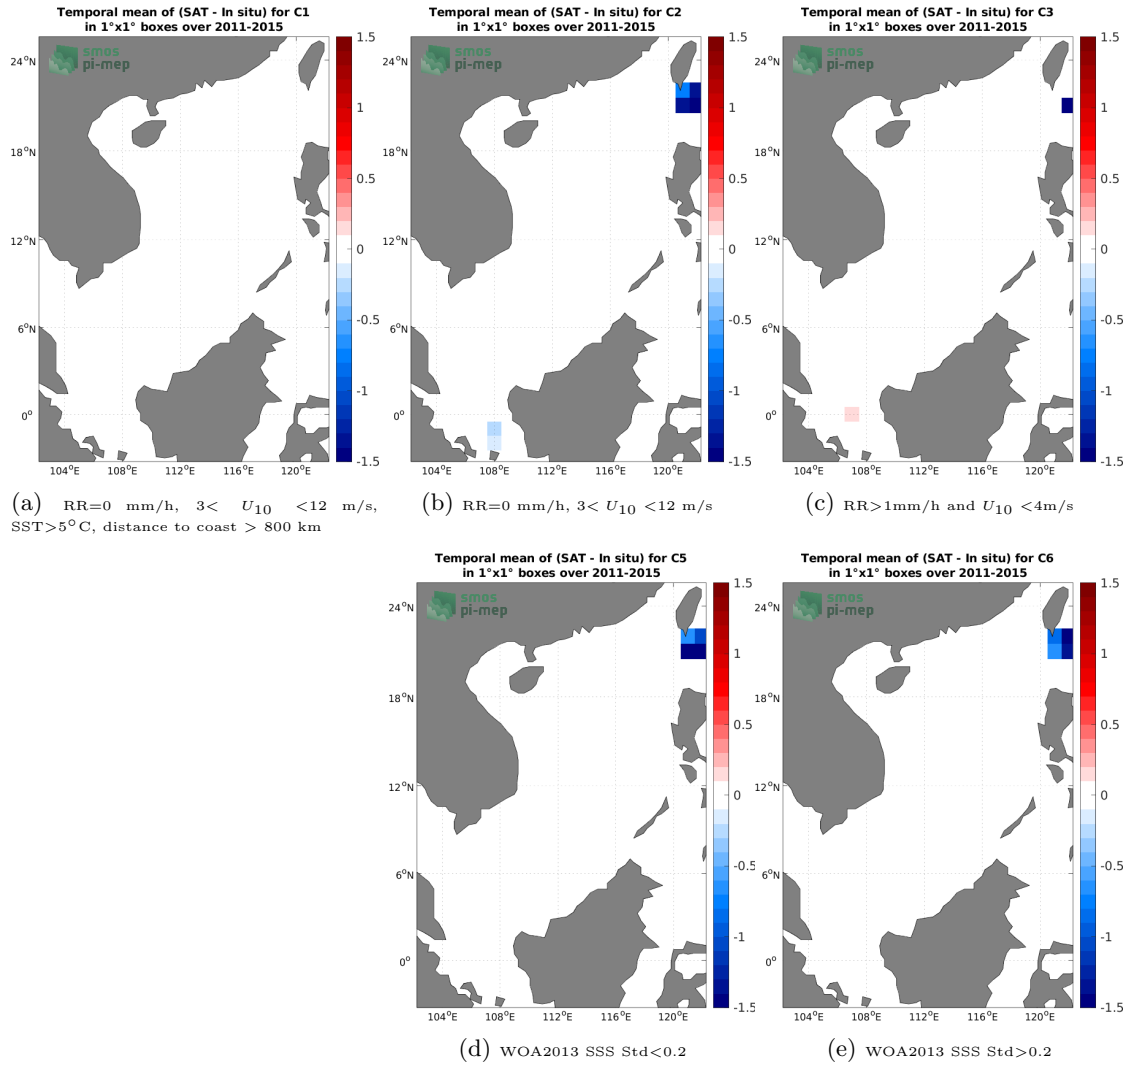 Temporal mean of (SAT - In situ) for C1
in 1°x1° boxes over 2011-2015
smos
pi-mep
24°N
18°N
12°N
6°N
0°
104°E 108°E 112°E 116°E 120°E
1.5
1
0.5
0
-0.5
-1
-1.5
(a) RR=0 mm/h, 3< U10 <12 m/s,
SST>5°C, distance to coast > 800 km
Temporal mean of (SAT - In situ) for C2
in 1°x1° boxes over 2011-2015
smos
pi-mep
24°N
18°N
12°N
6°N
0°
104°E 108°E 112°E 116°E 120°E
1.5
1
0.5
0
-0.5
-1
-1.5
(b) RR=0 mm/h, 3< U10 <12 m/s
Temporal mean of (SAT - In situ) for C3
in 1°x1° boxes over 2011-2015
smos
pi-mep
24°N
18°N
12°N
6°N
0°
104°E 108°E 112°E 116°E 120°E
1.5
1
0.5
0
-0.5
-1
-1.5
(c) RR>1mm/h and U10 <4m/s
Temporal mean of (SAT - In situ) for C5
in 1°x1° boxes over 2011-2015
smos
pi-mep
24°N
18°N
12°N
6°N
0°
104°E 108°E 112°E 116°E 120°E
1.5
1
0.5
0
-0.5
-1
-1.5
(d) WOA2013 SSS Std<0.2
Temporal mean of (SAT - In situ) for C6
in 1°x1° boxes over 2011-2015
smos
pi-mep
24°N
18°N
12°N
6°N
0°
104°E 108°E 112°E 116°E 120°E
1.5
1
0.5
0
-0.5
-1
-1.5
(e) WOA2013 SSS Std>0.2